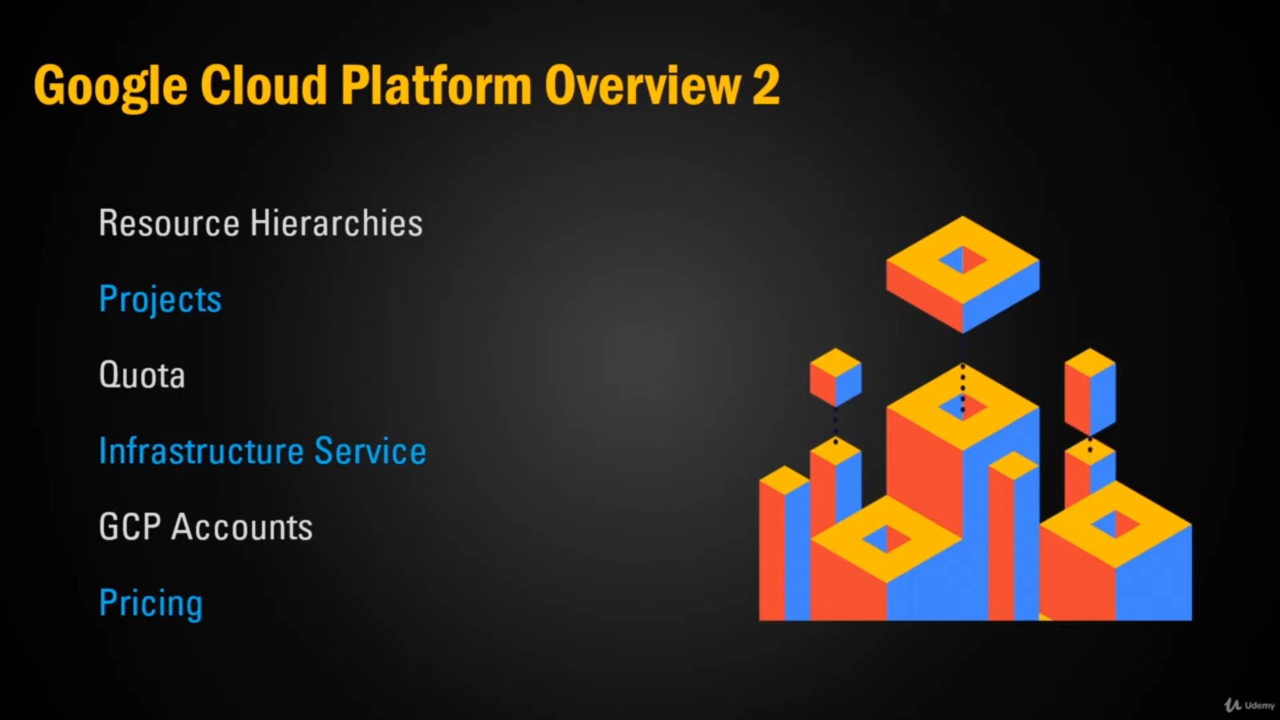 Google Cloud Platform Overview 2
Resource Hierarchies
Projects
Quota
Infrastructure Service
GCP Accounts
Pricing
Udemy